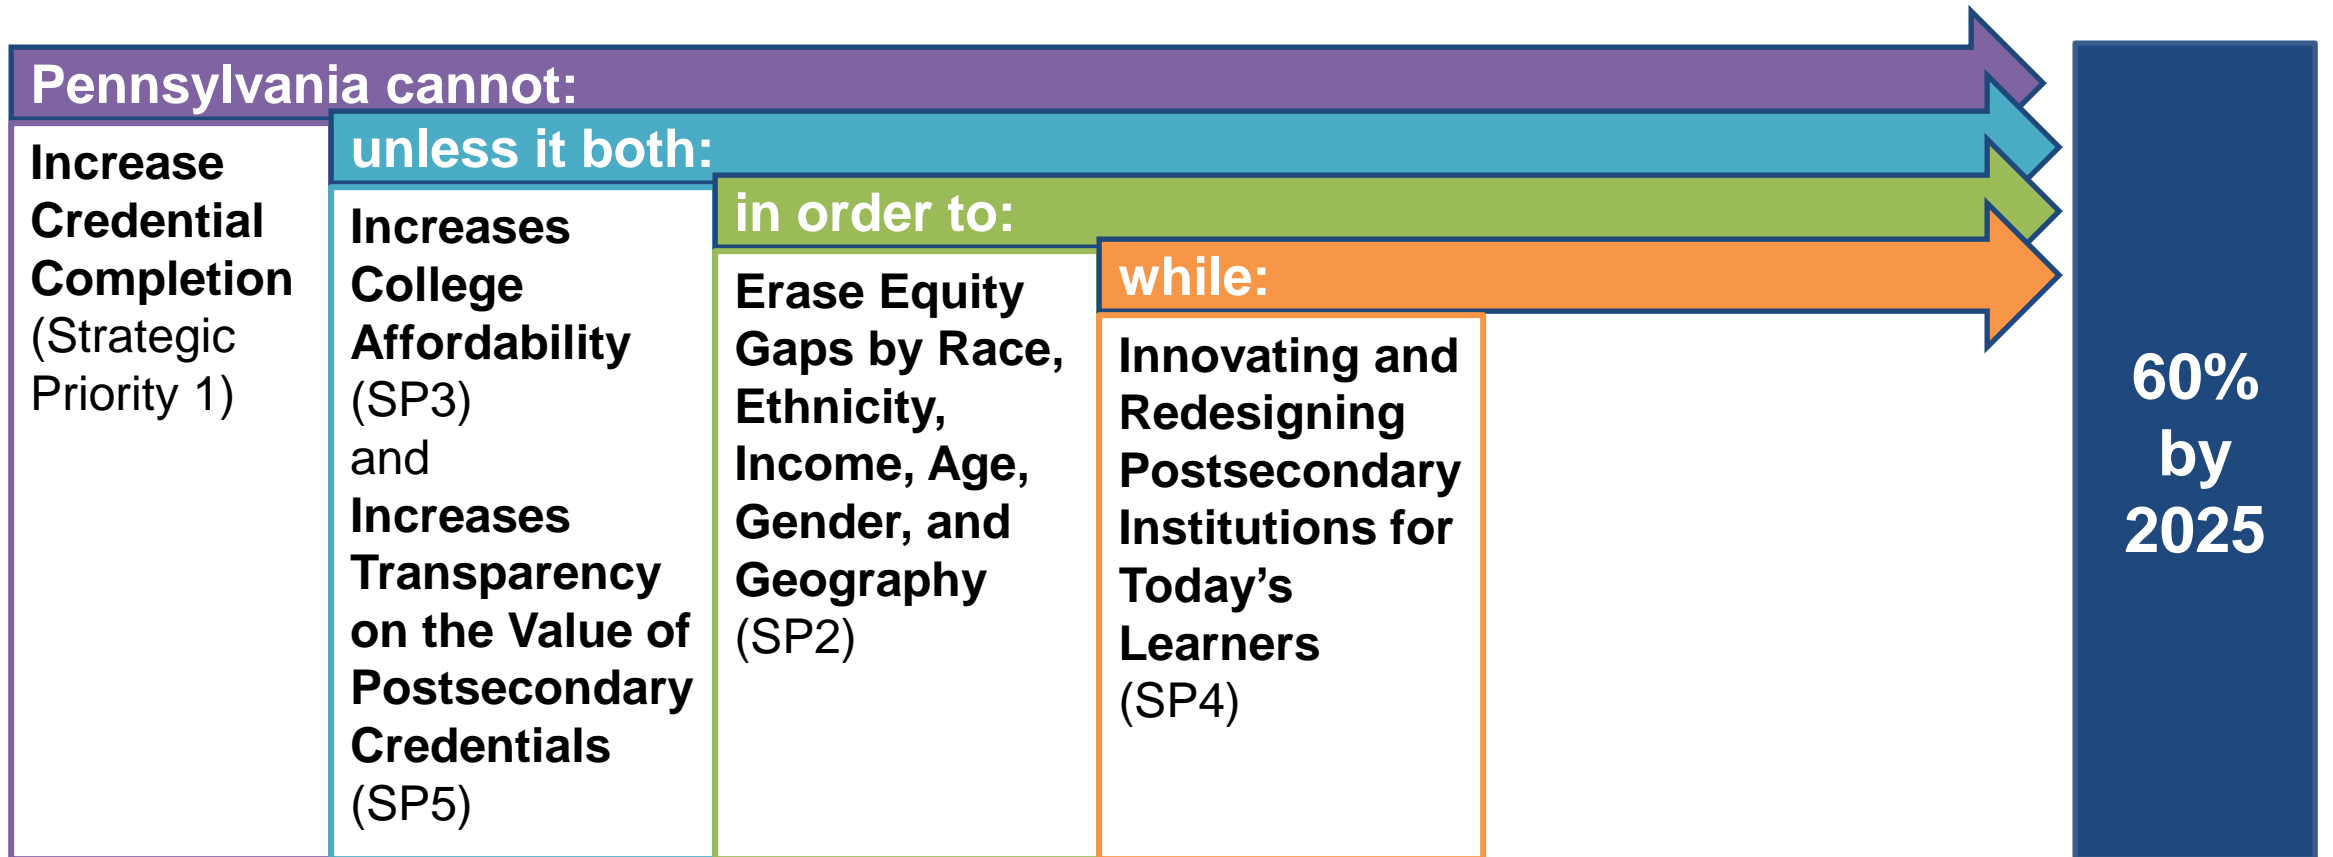 Pennsylvania cannot:
Increase
Credential
Completion
(Strategic
Priority 1)
unless it both:
Increases
College
Affordability
(SP3)
and
Increases
Transparency
on the Value of
Postsecondary
Credentials
(SP5)
in order to:
Erase Equity
Gaps by Race,
Ethnicity,
Income, Age,
Gender, and
Geography
(SP2)
while:
Innovating and
Redesigning
Postsecondary
Institutions for
Today’s
Learners
(SP4)
60%
by
2025